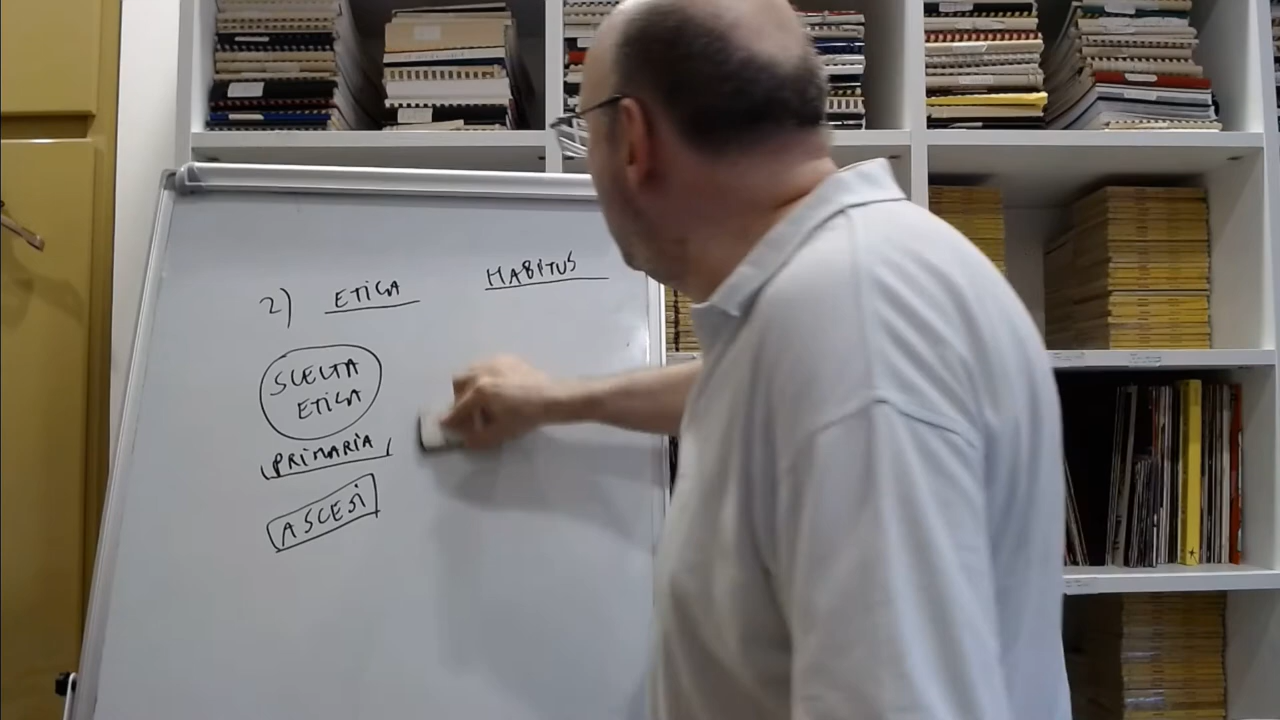 2) ETICA HABITUS
SCELTA
ETICA
(PRIMARIA)
ASCESI